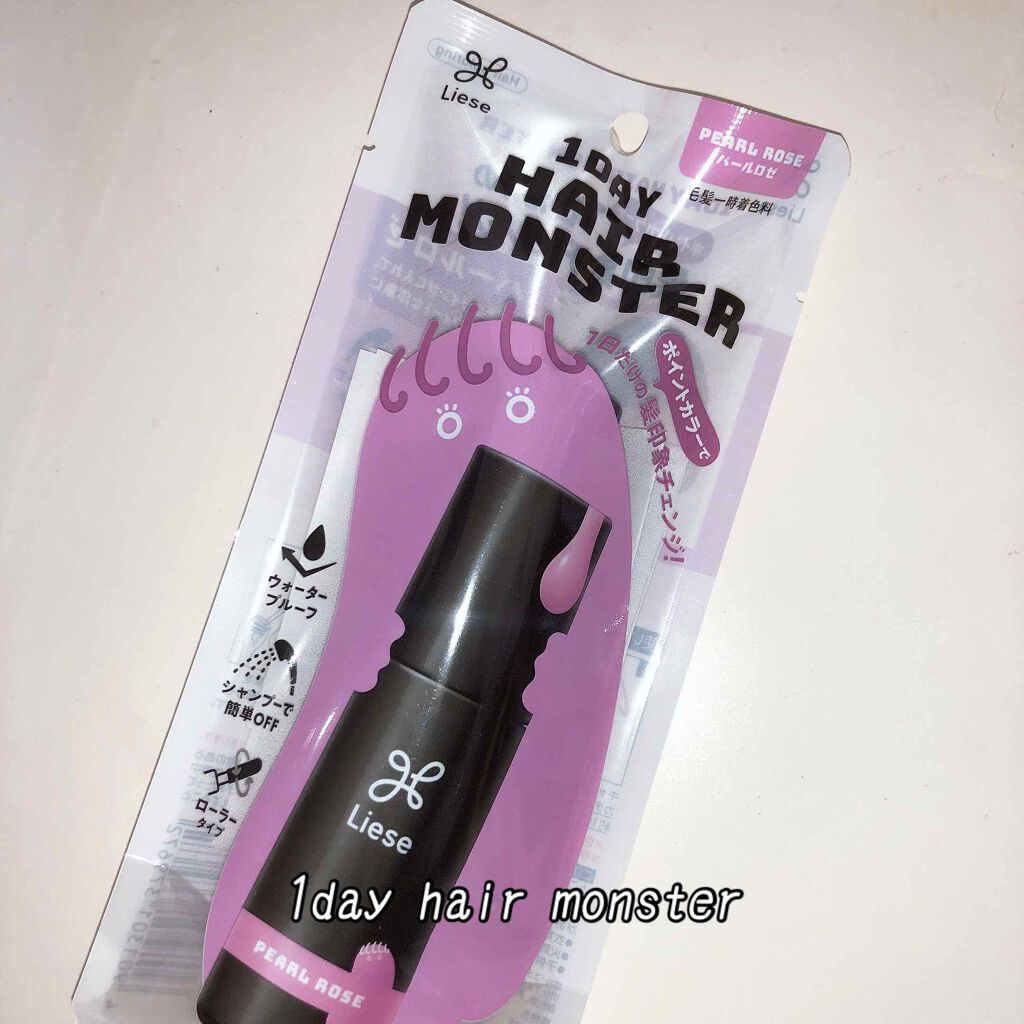 Liese
PEARL ROSE
パールロゼ
毛髪一時着色料
1DAY
HAIR
MONSTER
ポイントカラーで
1日だけの髪印象チェンジ!
ウォーター
プルーフ
シャンプーで
簡単OFF
ローラー
タイプ
Liese
1day hair monster
PEARL ROSE